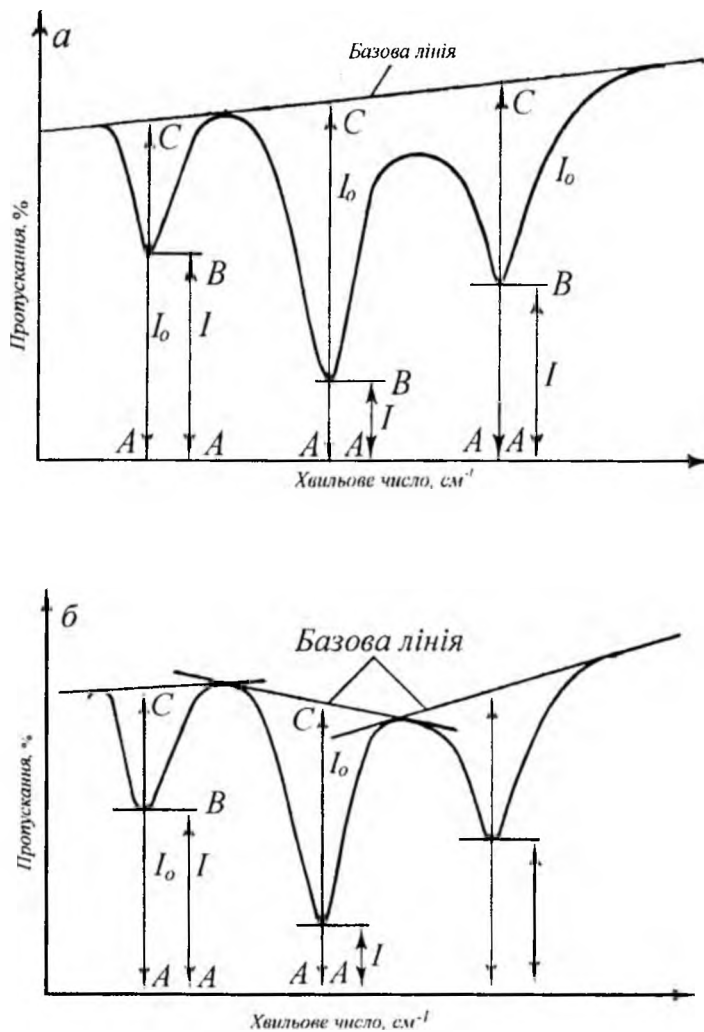 а
Базова лінія
C
C
C
I₀
I₀
B
B
I₀
I
I
B
I
A
A
A
A
A
A
Пропускання, %
Хвильове число, см⁻¹
б
Базова лінія
C
C
I₀
B
I₀
I
I
A
A
A
A
Пропускання, %
Хвильове число, см⁻¹